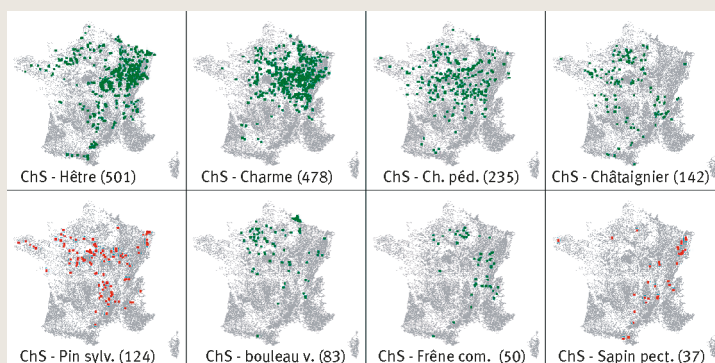 ChS - Hêtre (501)
ChS - Charme (478)
ChS - Ch. péd. (235)
ChS - Châtaignier (142)
ChS - Pin sylv. (124)
ChS - bouleau v. (83)
ChS - Frêne com. (50)
ChS - Sapin pect. (37)